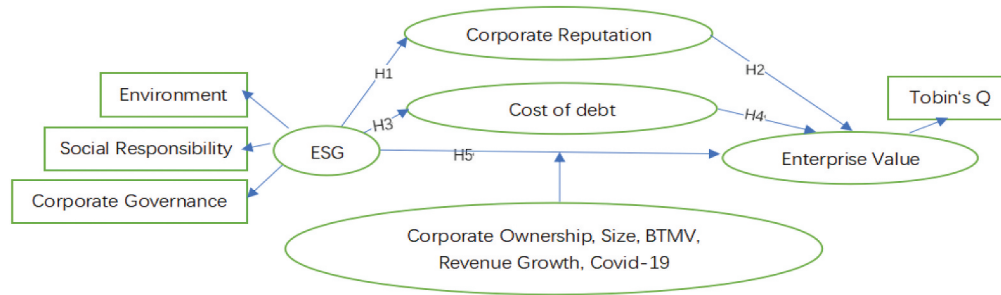 Corporate Reputation
H1
H2
Environment
Tobin's Q
Cost of debt
H3
H4
Social Responsibility
ESG
H5
Enterprise Value
Corporate Governance
Corporate Ownership, Size, BTMV,
Revenue Growth, Covid-19